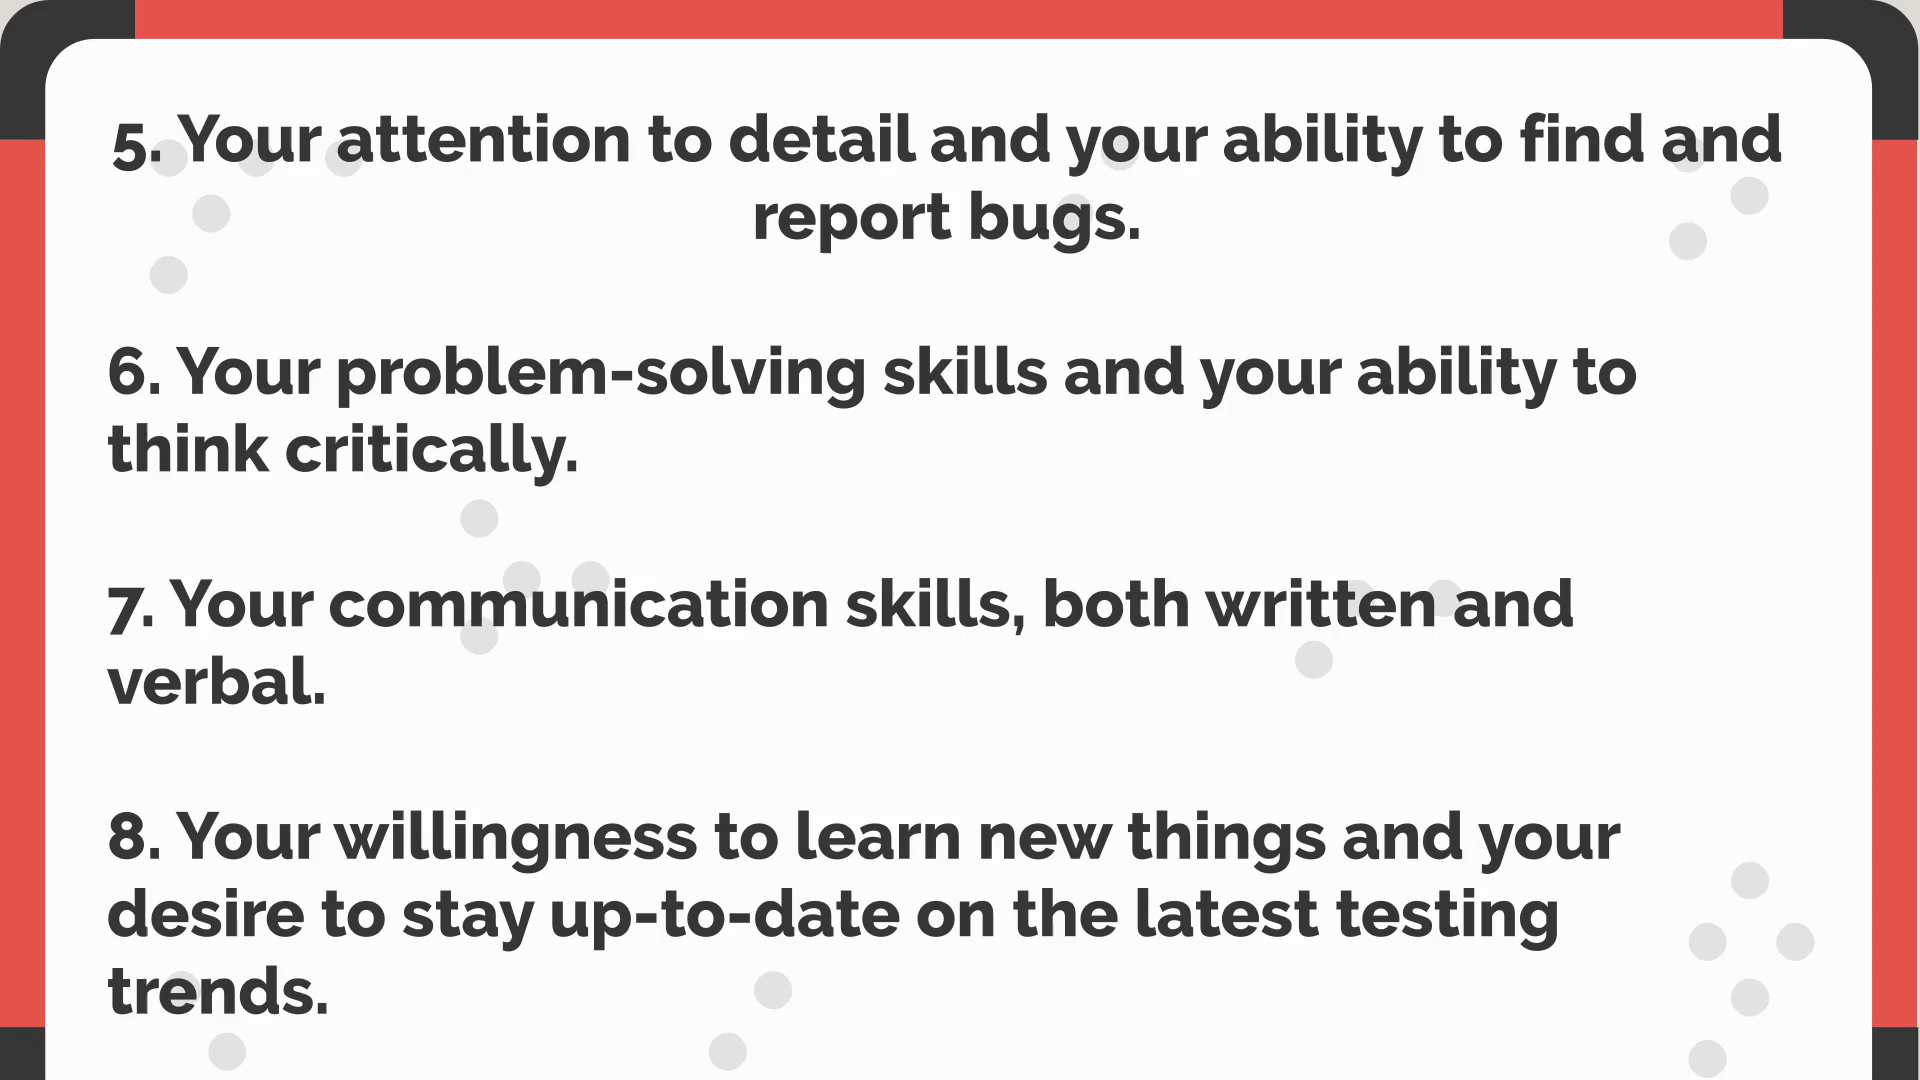 5. Your attention to detail and your ability to find and
report bugs.
6. Your problem-solving skills and your ability to
think critically.
7. Your communication skills, both written and
verbal.
8. Your willingness to learn new things and your
desire to stay up-to-date on the latest testing
trends.